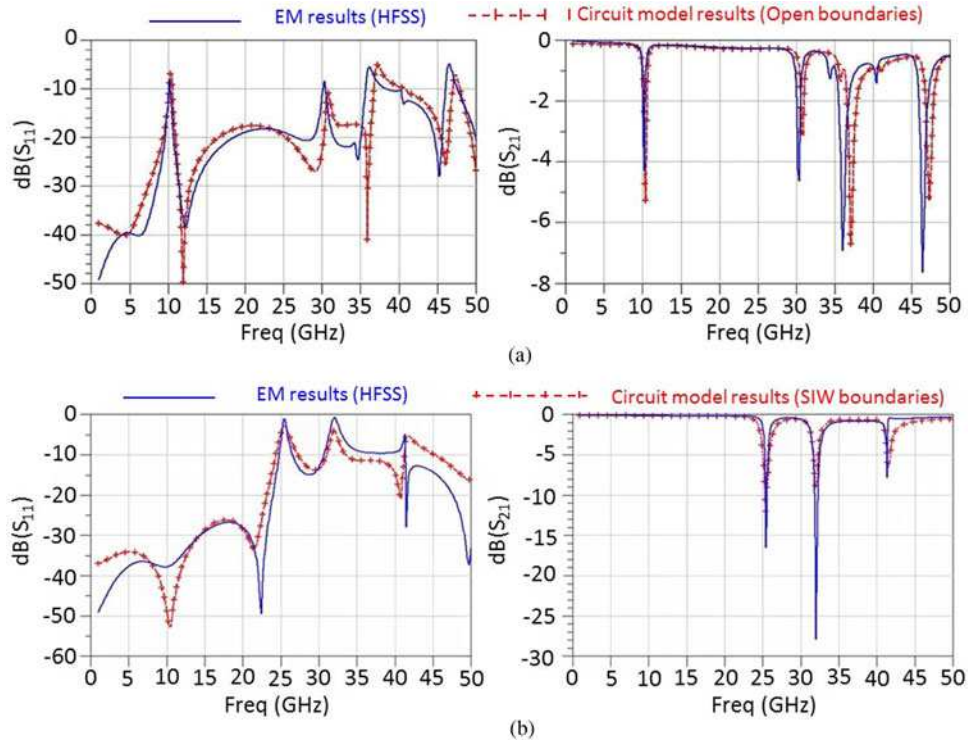 EM results (HFSS)
Circuit model results (Open boundaries)
0
-10
-20
-30
-40
-50
dB(S11)
0 5 10 15 20 25 30 35 40 45 50
Freq (GHz)
0
-2
-4
-6
-8
dB(S21)
0 5 10 15 20 25 30 35 40 45 50
Freq (GHz)
(a)
EM results (HFSS)
Circuit model results (SIW boundaries)
0
-10
-20
-30
-40
-50
-60
dB(S11)
0 5 10 15 20 25 30 35 40 45 50
Freq (GHz)
0
-5
-10
-15
-20
-25
-30
dB(S21)
0 5 10 15 20 25 30 35 40 45 50
Freq (GHz)
(b)